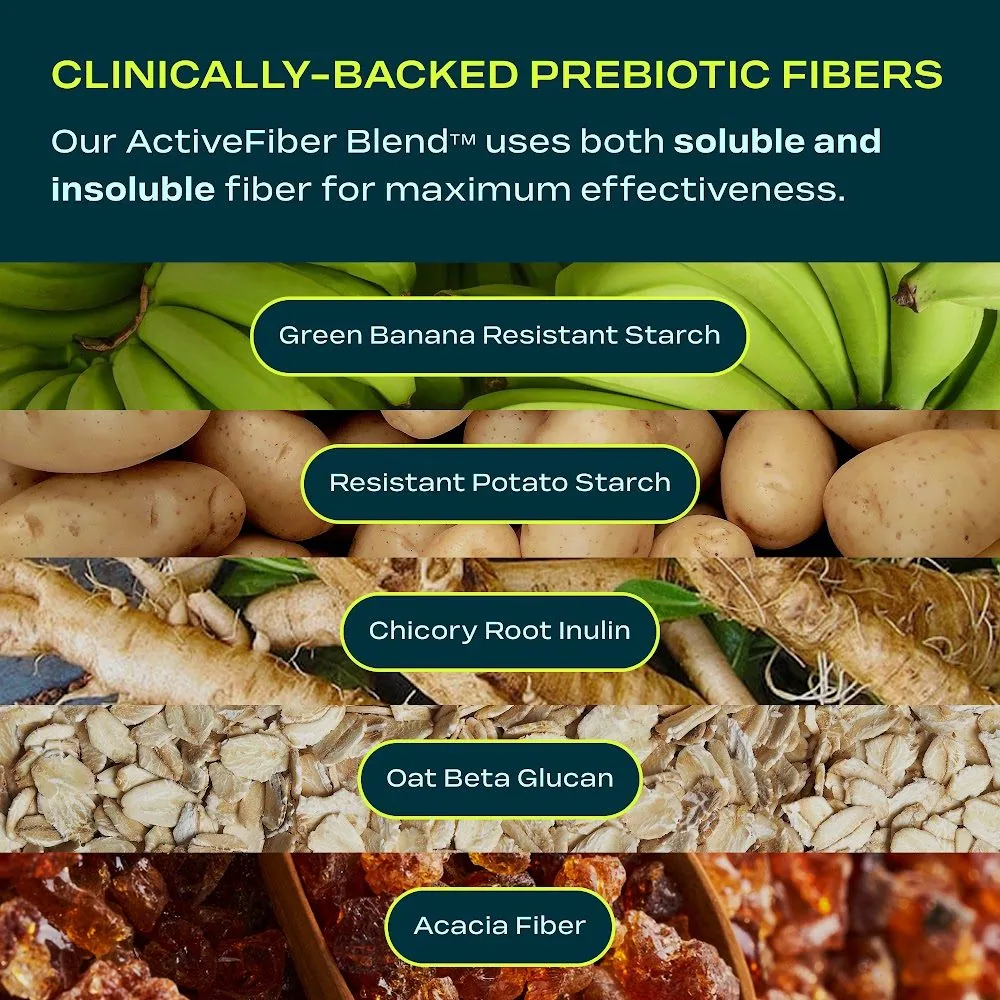 CLINICALLY-BACKED PREBIOTIC FIBERS
Our ActiveFiber Blend™ uses both soluble and
insoluble fiber for maximum effectiveness.
Green Banana Resistant Starch
Resistant Potato Starch
Chicory Root Inulin
Oat Beta Glucan
Acacia Fiber